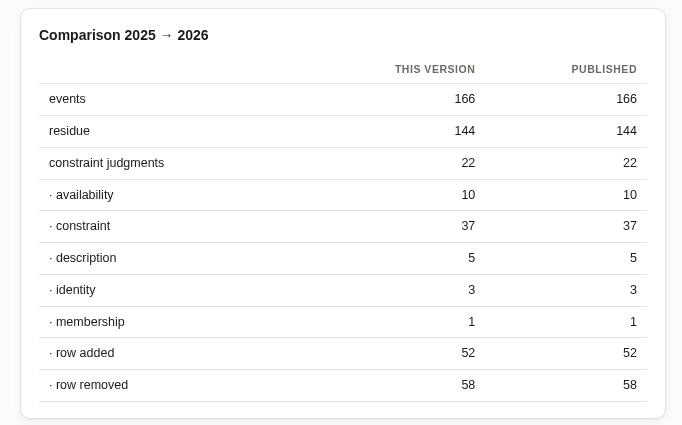 Comparison 2025 → 2026
THIS VERSION PUBLISHED
events 166 166
residue 144 144
constraint judgments 22 22
· availability 10 10
· constraint 37 37
· description 5 5
· identity 3 3
· membership 1 1
· row added 52 52
· row removed 58 58